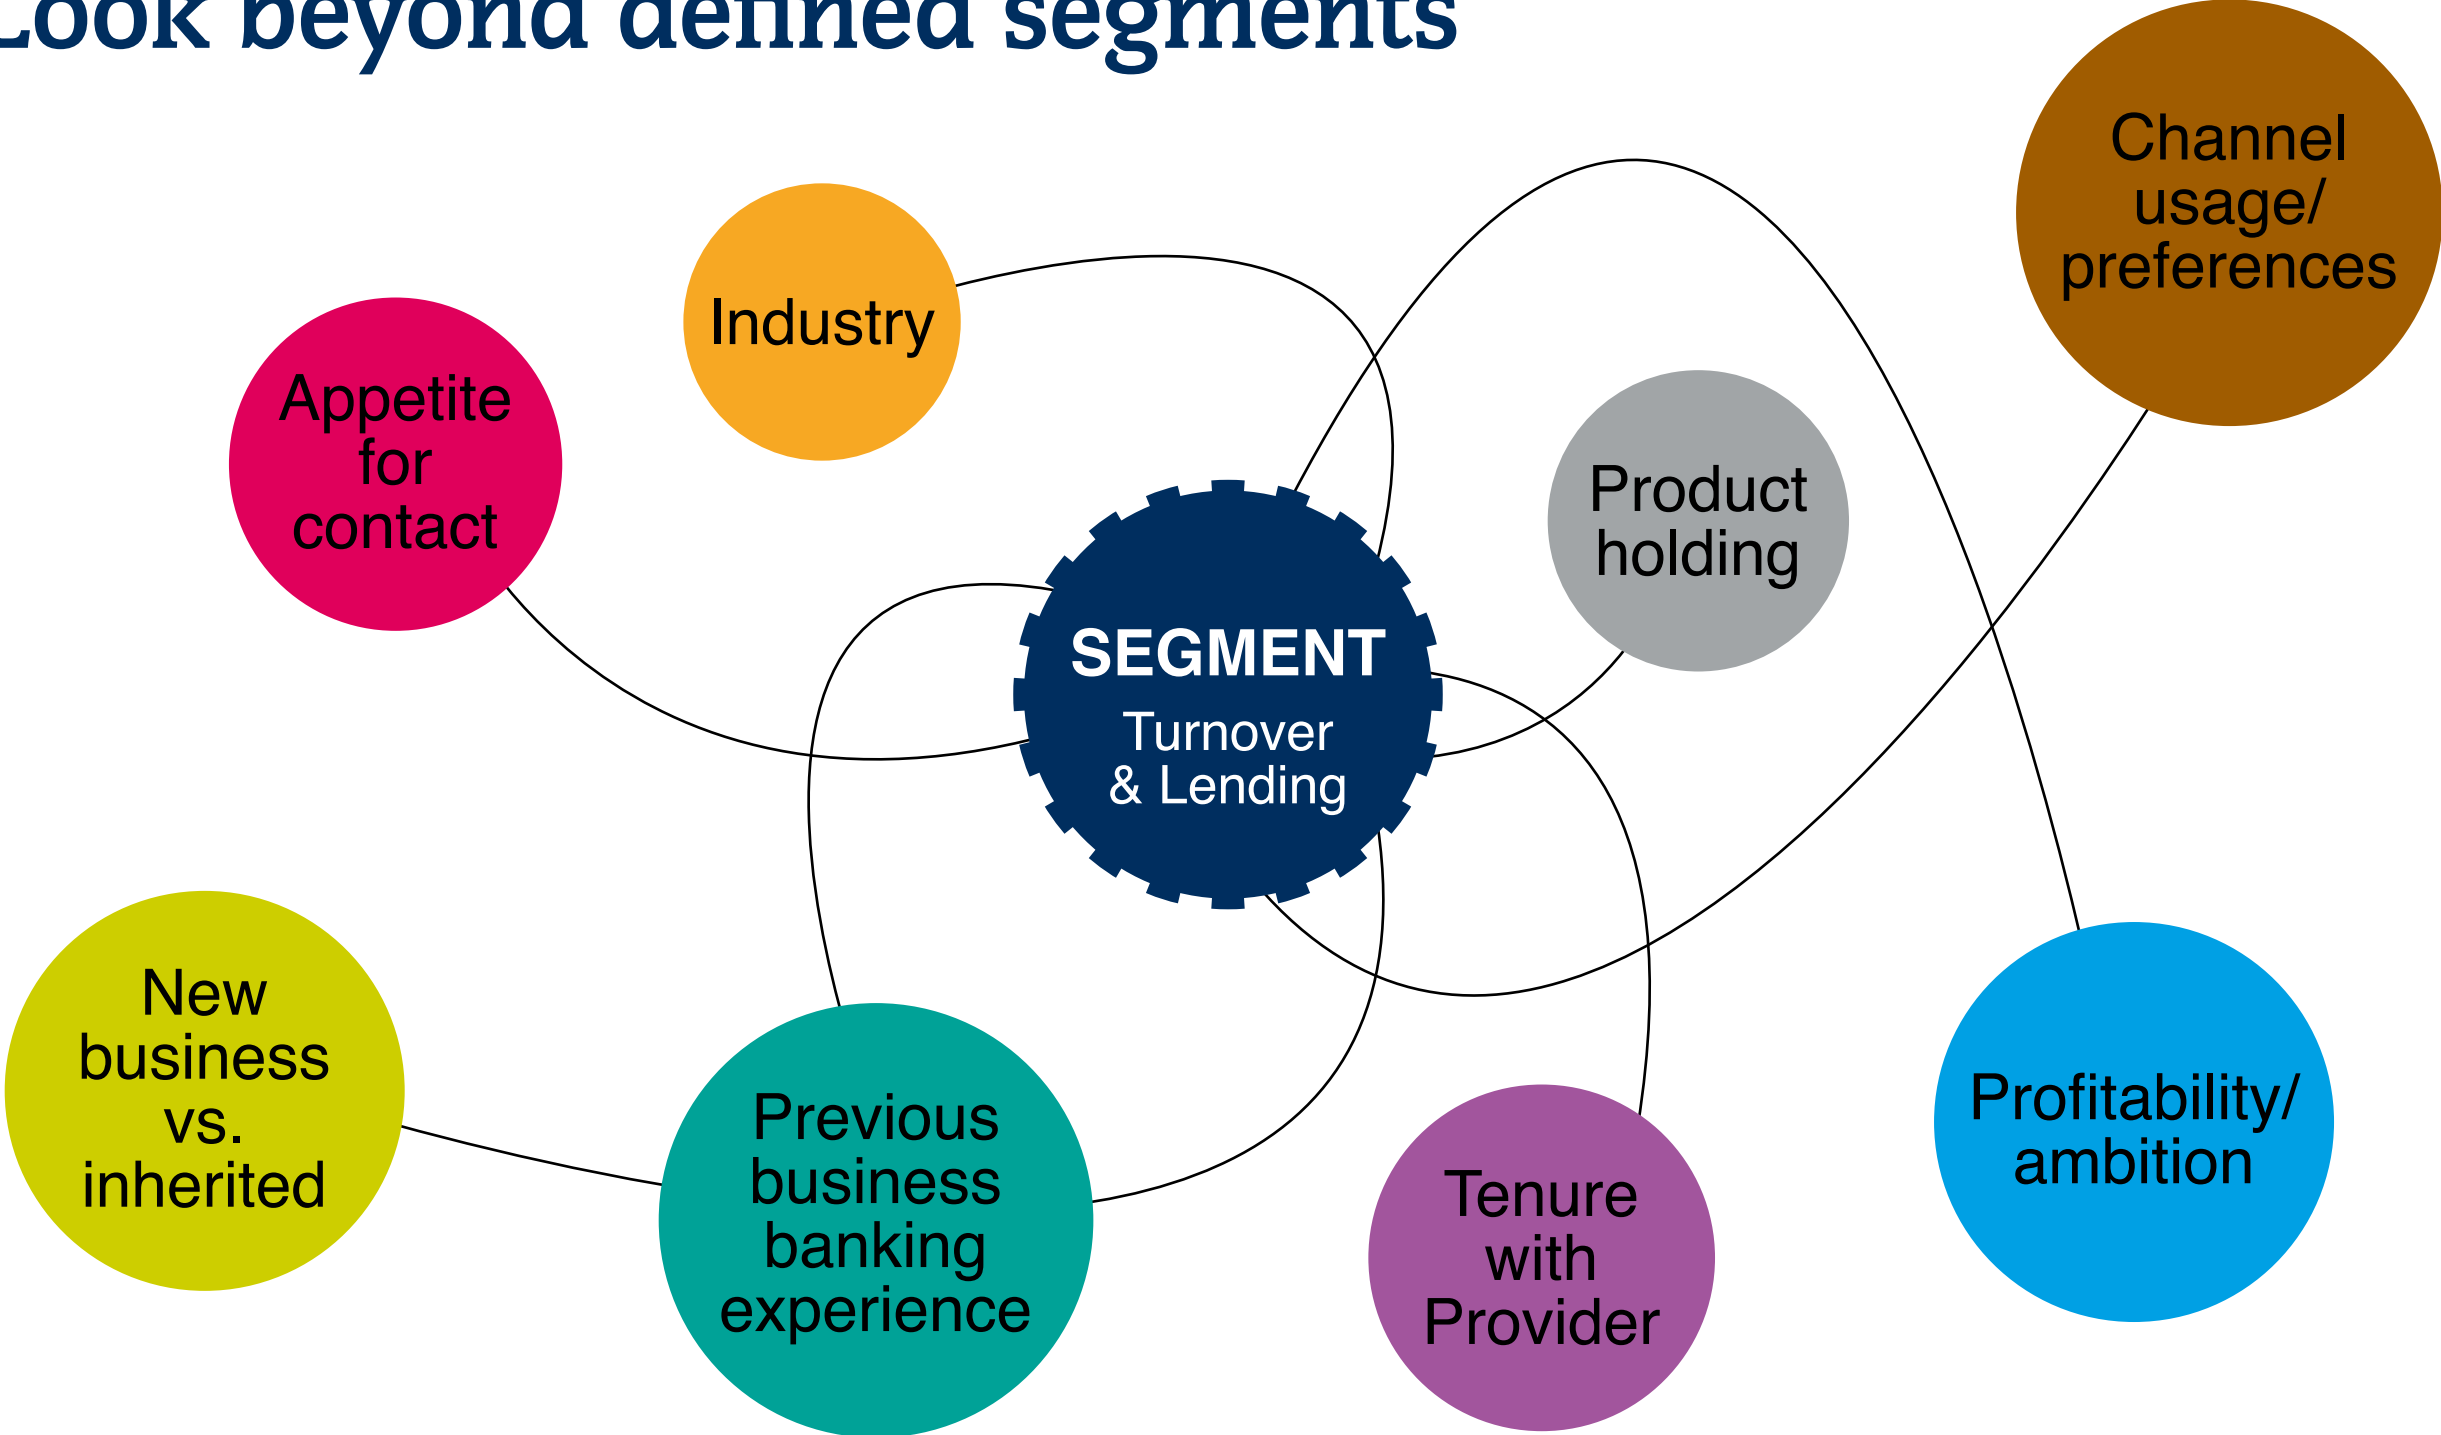 Look beyond defined segments
Channel
usage/
preferences
Industry
Appetite
for
contact
Product
holding
SEGMENT
Turnover
& Lending
New
business
vs.
inherited
Previous
business
banking
experience
Tenure
with
Provider
Profitability/
ambition